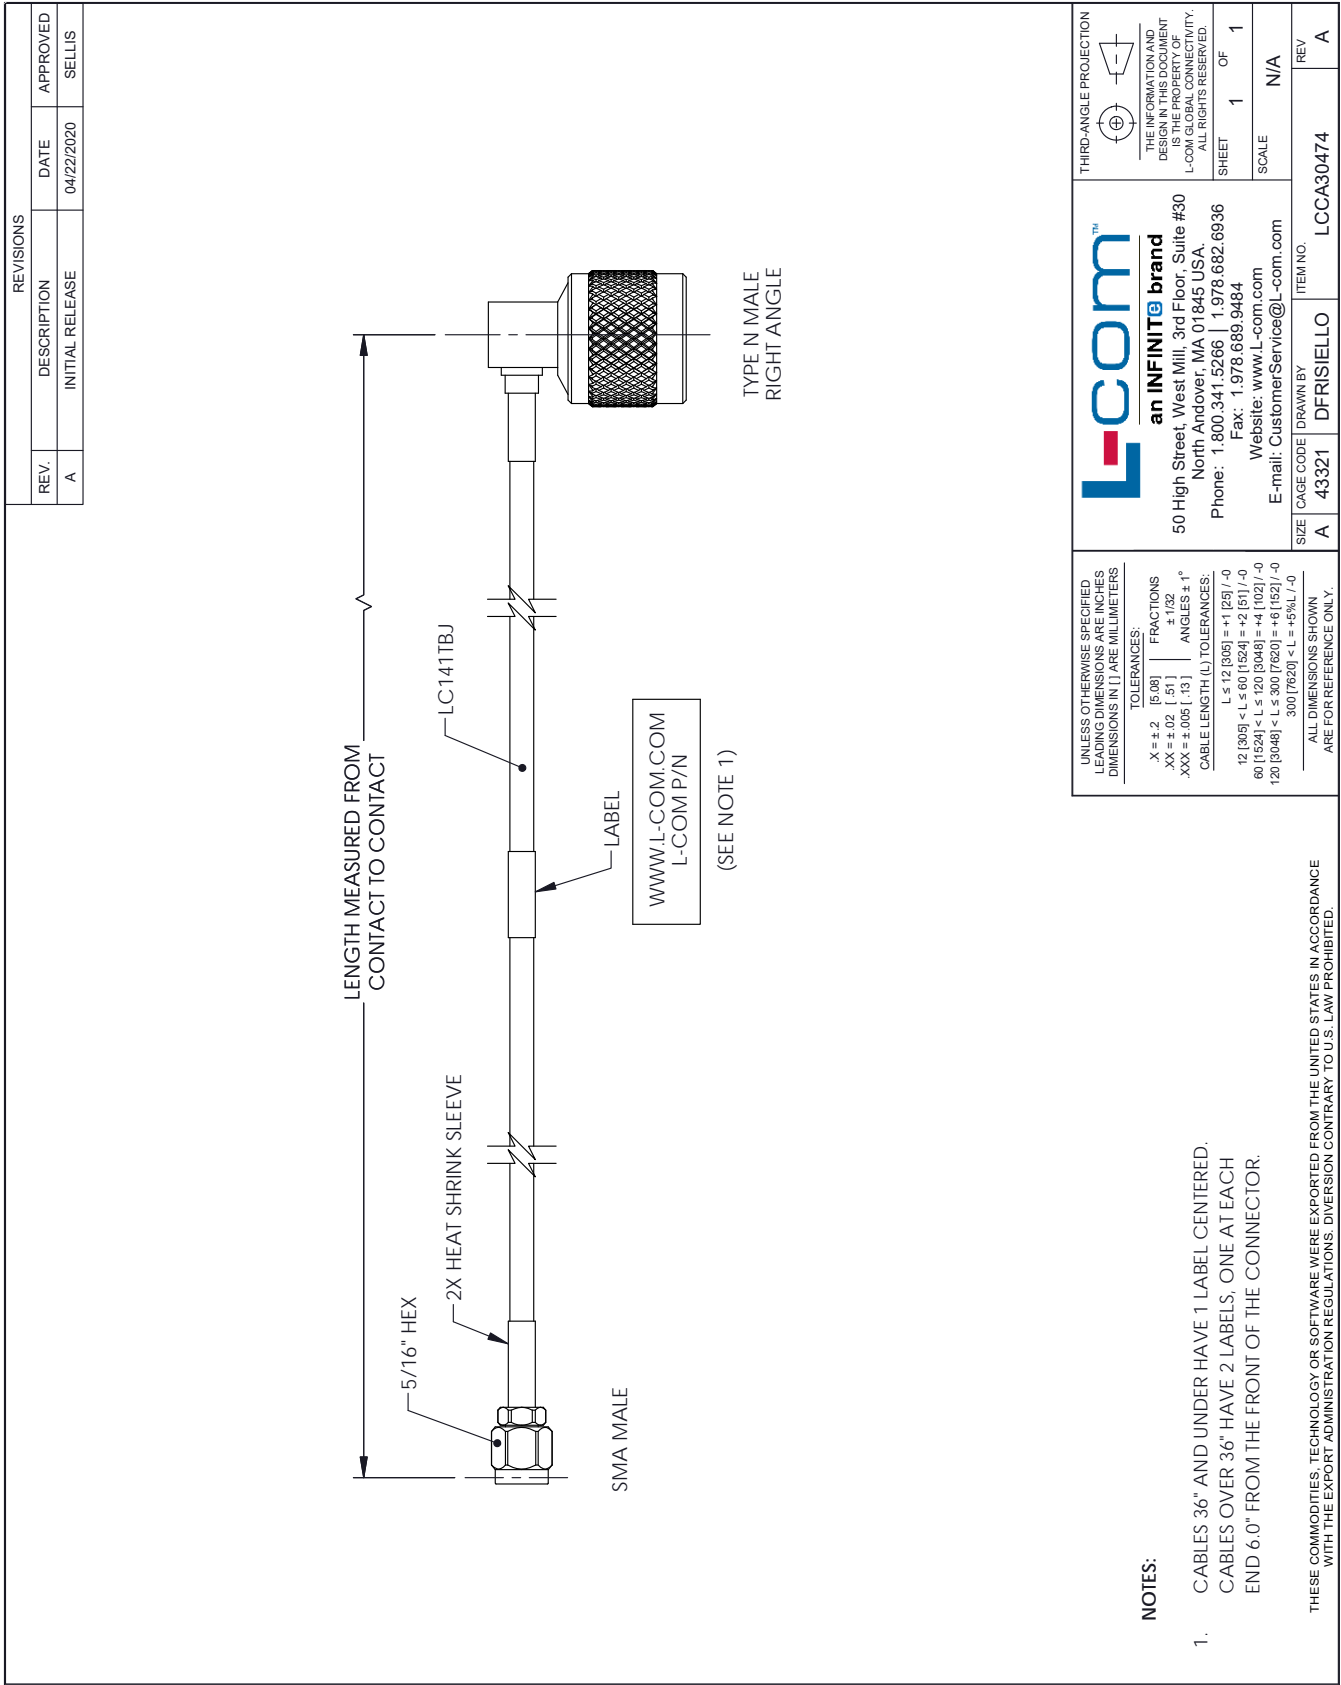 REVISIONS
REV. DESCRIPTION DATE APPROVED
A INITIAL RELEASE 04/22/2020 SELLIS
LENGTH MEASURED FROM
CONTACT TO CONTACT
5/16" HEX
2X HEAT SHRINK SLEEVE
LC141TBJ
LABEL
WWW.L-COM.COM
L-COM P/N
(SEE NOTE 1)
SMA MALE
TYPE N MALE
RIGHT ANGLE
NOTES:
1. CABLES 36" AND UNDER HAVE 1 LABEL CENTERED.
CABLES OVER 36" HAVE 2 LABELS, ONE AT EACH
END 6.0" FROM THE FRONT OF THE CONNECTOR.
THESE COMMODITIES, TECHNOLOGY OR SOFTWARE WERE EXPORTED FROM THE UNITED STATES IN ACCORDANCE
WITH THE EXPORT ADMINISTRATION REGULATIONS. DIVERSION CONTRARY TO U.S. LAW PROHIBITED.
UNLESS OTHERWISE SPECIFIED
LEADING DIMENSIONS ARE INCHES
DIMENSIONS IN [ ] ARE MILLIMETERS
TOLERANCES:
.X = ± .2 [5.08] FRACTIONS
.XX = ± .02 [ .51 ] ± 1/32
.XXX = ± .005 [ .13 ] ANGLES ± 1°
CABLE LENGTH (L) TOLERANCES:
L ≤ 12 [305] = +1 [25] / -0
12 [305] < L ≤ 60 [1524] = +2 [51] / -0
60 [1524] < L ≤ 120 [3048] = +4 [102] / -0
120 [3048] < L ≤ 300 [7620] = +6 [152] / -0
300 [7620] < L = +5%L / -0
ALL DIMENSIONS SHOWN
ARE FOR REFERENCE ONLY.
L-com™
an INFINITe brand
50 High Street, West Mill, 3rd Floor, Suite #30
North Andover, MA 01845 USA.
Phone: 1.800.341.5266 | 1.978.682.6936
Fax: 1.978.689.9484
Website: www.L-com.com
E-mail: CustomerService@L-com.com
THIRD-ANGLE PROJECTION
THE INFORMATION AND
DESIGN IN THIS DOCUMENT
IS THE PROPERTY OF
L-COM GLOBAL CONNECTIVITY.
ALL RIGHTS RESERVED.
SHEET 1 OF 1
SCALE N/A
SIZE A
CAGE CODE 43321
DRAWN BY DFRISIELLO
ITEM NO. LCCA30474
REV A